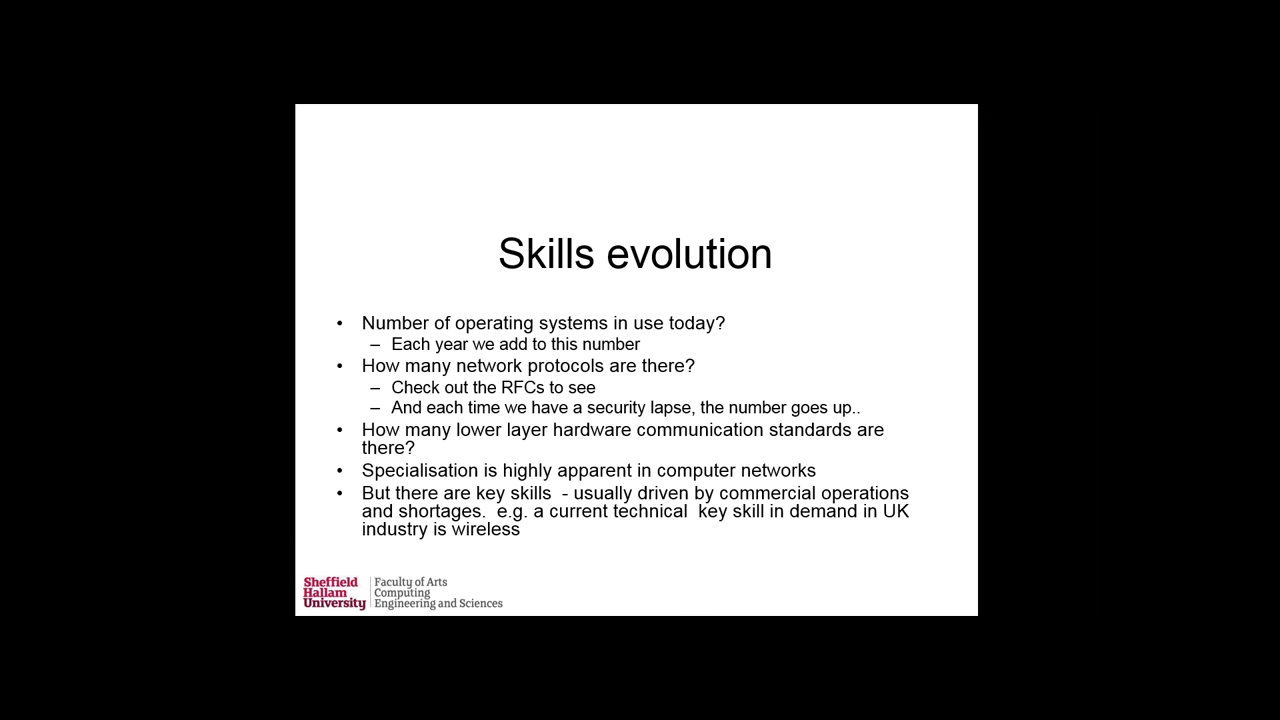 Skills evolution
• Number of operating systems in use today?
– Each year we add to this number
• How many network protocols are there?
– Check out the RFCs to see
– And each time we have a security lapse, the number goes up..
• How many lower layer hardware communication standards are
there?
• Specialisation is highly apparent in computer networks
• But there are key skills  - usually driven by commercial operations
and shortages.  e.g. a current technical  key skill in demand in UK
industry is wireless
Sheffield
Hallam
University
Faculty of Arts
Computing
Engineering and Sciences